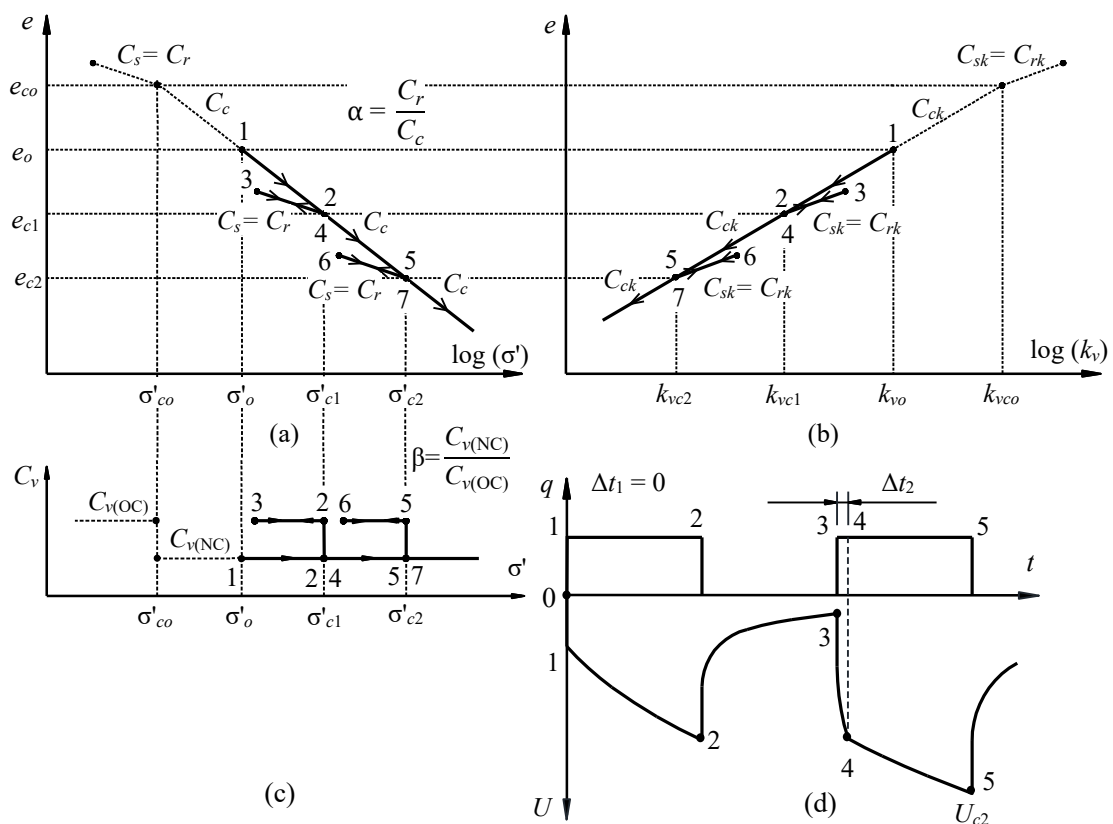 e
C_s = C_r
e_co
C_c
α = C_r / C_c
1
e_o
3
2
e_c1
C_s = C_r
4
C_c
6
5
e_c2
C_s = C_r
7
C_c
log (σ')
σ'_co σ'_o σ'_c1 σ'_c2
(a)
e
C_sk = C_rk
C_ck
1
2
3
C_ck
4
C_sk = C_rk
5
6
C_ck
7
C_sk = C_rk
log (k_v)
k_vc2 k_vc1 k_vo k_vco
(b)
C_v
β = C_v(NC) / C_v(OC)
C_v(OC)
3 2 6 5
C_v(NC)
1 2 4 5 7
σ'
σ'_co σ'_o σ'_c1 σ'_c2
(c)
q
Δt_1 = 0
Δt_2
1 2 3 4 5
t
0
1
3
2
4
5
U
U_c2
(d)